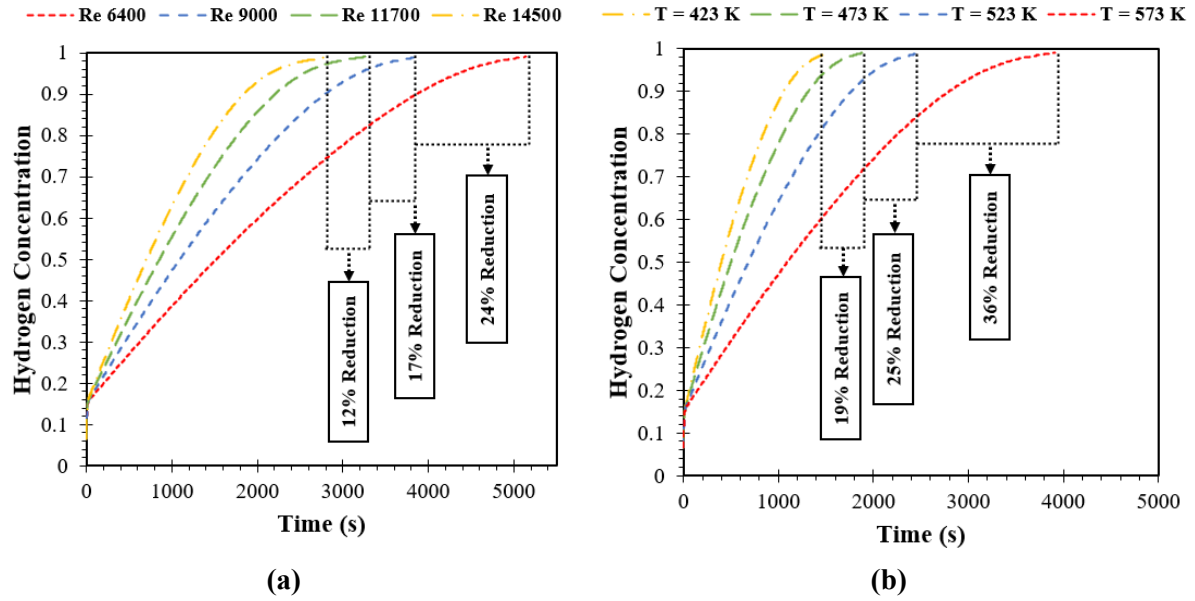 Re 6400 Re 9000 Re 11700 Re 14500
Hydrogen Concentration
1
0.9
0.8
0.7
0.6
0.5
0.4
0.3
0.2
0.1
0
12% Reduction
17% Reduction
24% Reduction
0 1000 2000 3000 4000 5000
Time (s)
(a)
T = 423 K T = 473 K T = 523 K T = 573 K
Hydrogen Concentration
1
0.9
0.8
0.7
0.6
0.5
0.4
0.3
0.2
0.1
0
19% Reduction
25% Reduction
36% Reduction
0 1000 2000 3000 4000 5000
Time (s)
(b)